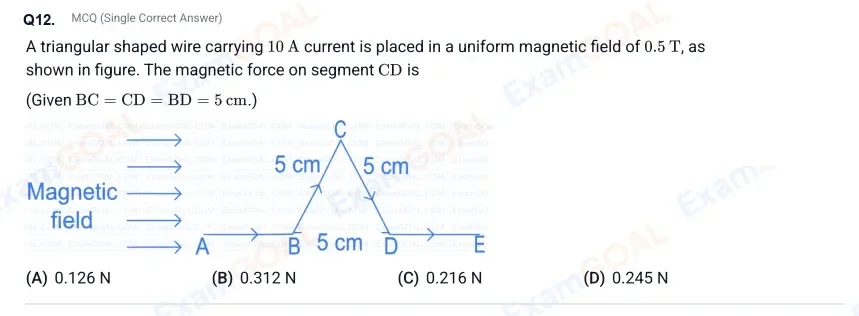 Q12. MCQ (Single Correct Answer)
A triangular shaped wire carrying 10 A current is placed in a uniform magnetic field of 0.5 T, as
shown in figure. The magnetic force on segment CD is
(Given BC = CD = BD = 5 cm.)
C
5 cm 5 cm
Magnetic
field
A B 5 cm D E
(A) 0.126 N (B) 0.312 N (C) 0.216 N (D) 0.245 N
ExamGOAL